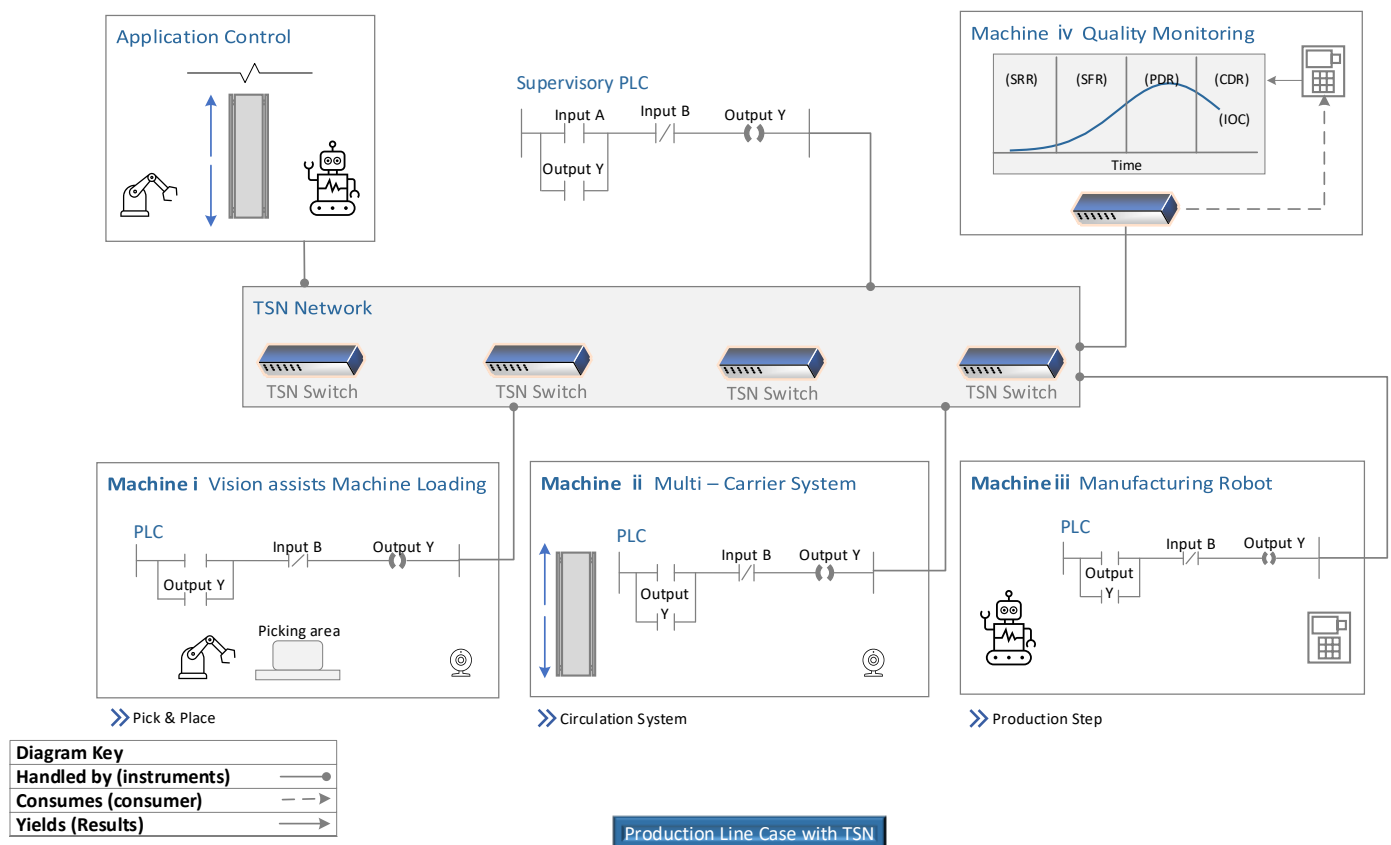 Application Control
Supervisory PLC
Input A
Input B
Output Y
Output Y
Machine iv Quality Monitoring
(SRR)
(SFR)
(PDR)
(CDR)
(IOC)
Time
TSN Network
TSN Switch
TSN Switch
TSN Switch
TSN Switch
Machine i Vision assists Machine Loading
PLC
Input B
Output Y
Output Y
Picking area
Pick & Place
Machine ii Multi – Carrier System
PLC
Input B
Output Y
Output
Y
Circulation System
Machine iii Manufacturing Robot
PLC
Input B
Output Y
Output
Y
Production Step
Diagram Key
Handled by (instruments)
Consumes (consumer)
Yields (Results)
Production Line Case with TSN